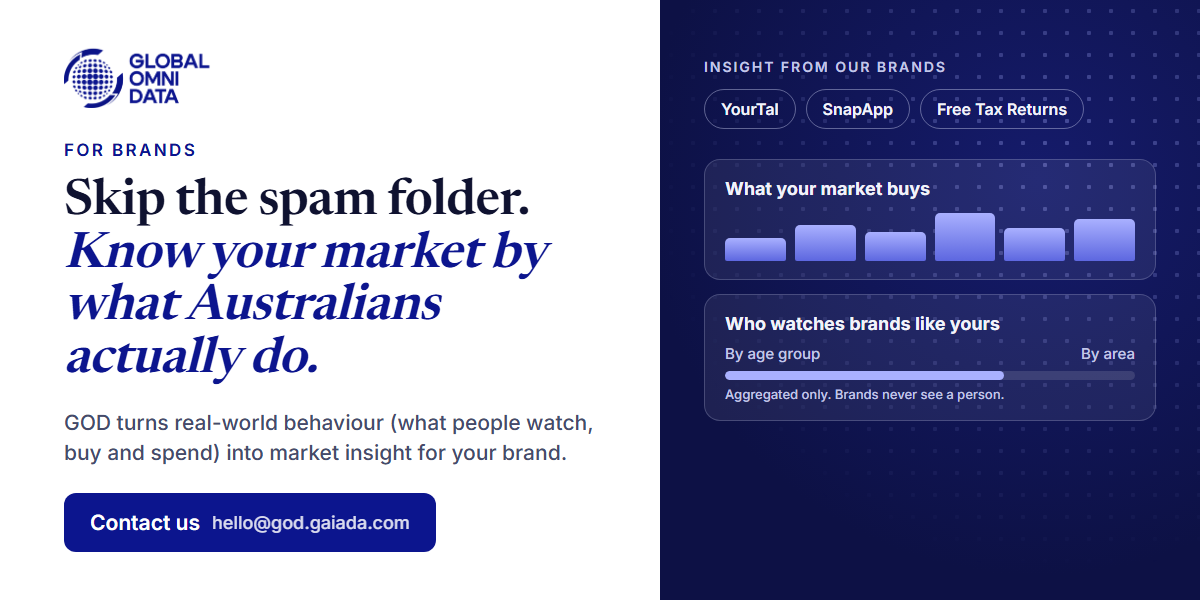 GLOBAL
OMNI
DATA
FOR BRANDS
Skip the spam folder.
Know your market by
what Australians
actually do.
GOD turns real-world behaviour (what people watch,
buy and spend) into market insight for your brand.
Contact us hello@god.gaiada.com
INSIGHT FROM OUR BRANDS
YourTal SnapApp Free Tax Returns
What your market buys
Who watches brands like yours
By age group By area
Aggregated only. Brands never see a person.